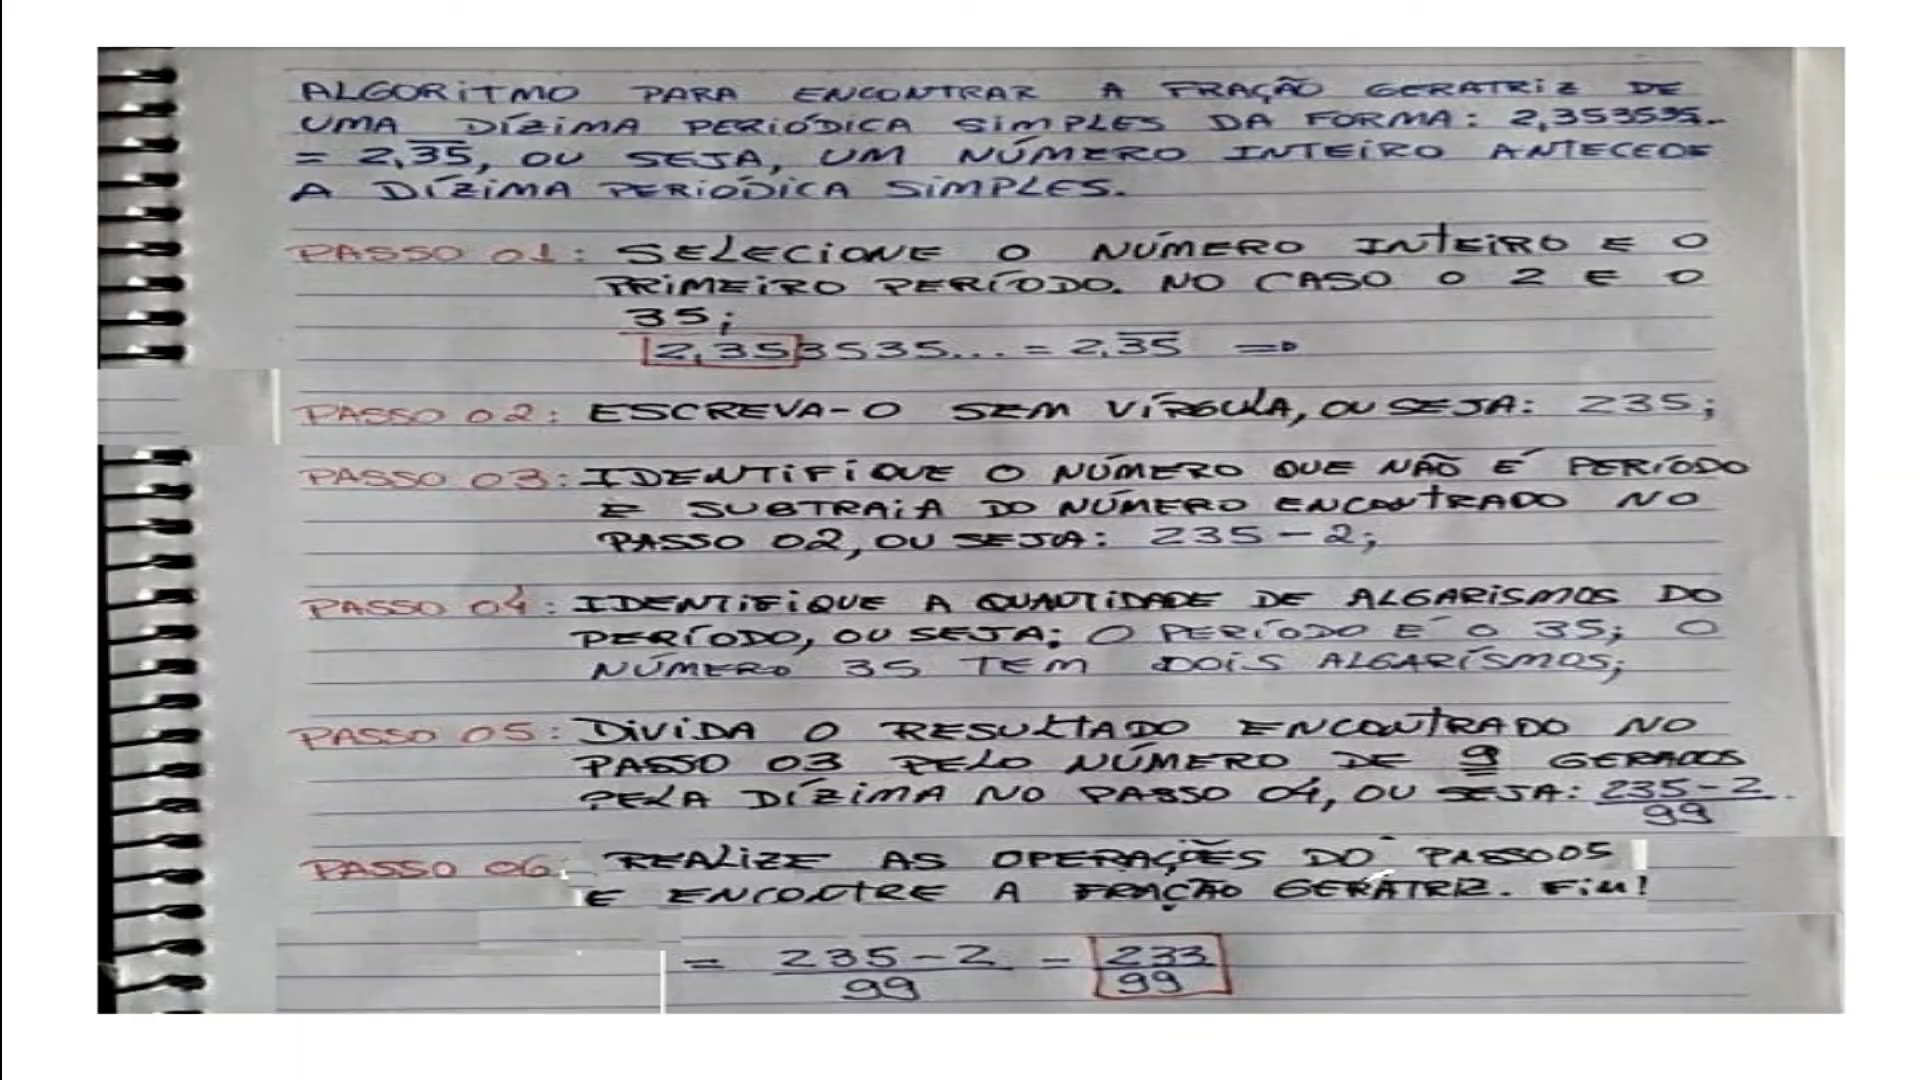 ALGORITMO PARA ENCONTRAR A FRAÇÃO GERATRIZ DE
UMA DÍZIMA PERIÓDICA SIMPLES DA FORMA: 2,353535..
= 2,3̅5̅, OU SEJA, UM NÚMERO INTEIRO ANTECEDE
A DÍZIMA PERIÓDICA SIMPLES.
PASSO 01: SELECIONE O NÚMERO INTEIRO E O
PRIMEIRO PERÍODO. NO CASO O 2 E O
35;
2,353535... = 2,3̅5̅ =>
PASSO 02: ESCREVA-O SEM VÍRGULA, OU SEJA: 235;
PASSO 03: IDENTIFIQUE O NÚMERO QUE NÃO É PERÍODO
E SUBTRAIA DO NÚMERO ENCONTRADO NO
PASSO 02, OU SEJA: 235-2;
PASSO 04: IDENTIFIQUE A QUANTIDADE DE ALGARISMOS DO
PERÍODO, OU SEJA: O PERÍODO É O 35; O
NÚMERO 35 TEM DOIS ALGARÍSMOS;
PASSO 05: DIVIDA O RESULTADO ENCONTRADO NO
PASSO 03 PELO NÚMERO DE 9 GERADOS
PELA DÍZIMA NO PASSO 04, OU SEJA: 235-2
99
PASSO 06: REALIZE AS OPERAÇÕES DO PASSO 05
E ENCONTRE A FRAÇÃO GERATRIZ. FIM!
= 235-2 = 233
99 99